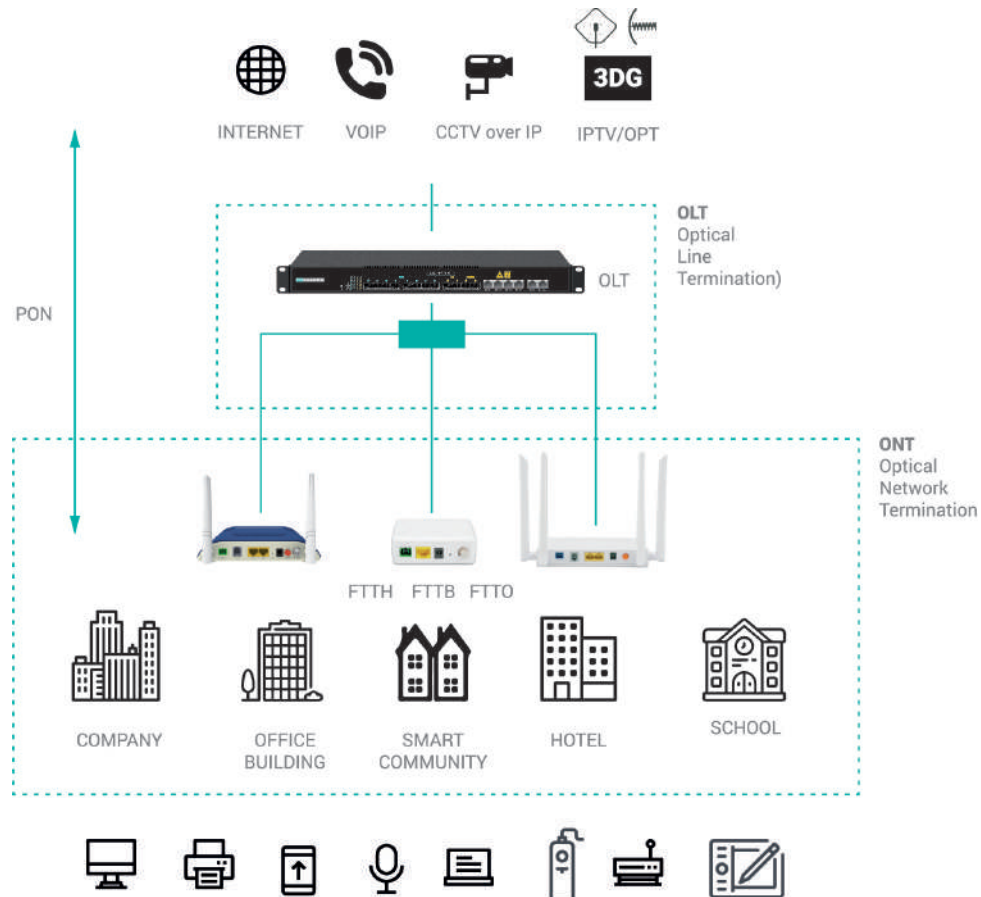 3DG
INTERNET
VOIP
CCTV over IP
IPTV/OPT
OLT
Optical
Line
Termination)
OLT
PON
ONT
Optical
Network
Termination
FTTH FTTB FTTO
COMPANY
OFFICE
BUILDING
SMART
COMMUNITY
HOTEL
SCHOOL